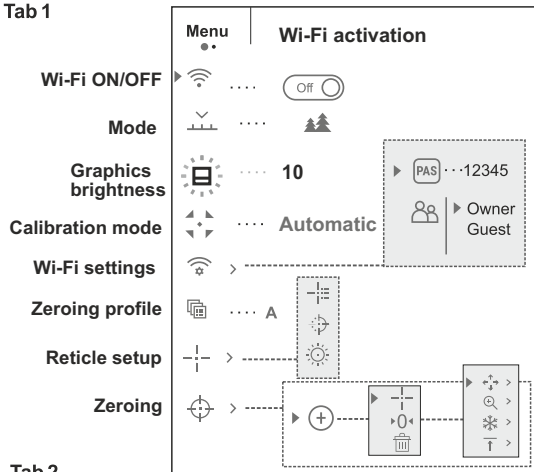 Tab 1
Menu
Wi-Fi activation
Wi-Fi ON/OFF
Off
Mode
Graphics
brightness
10
PAS
12345
Owner
Guest
Calibration mode
Automatic
Wi-Fi settings
Zeroing profile
A
Reticle setup
Zeroing
0
Tab 2